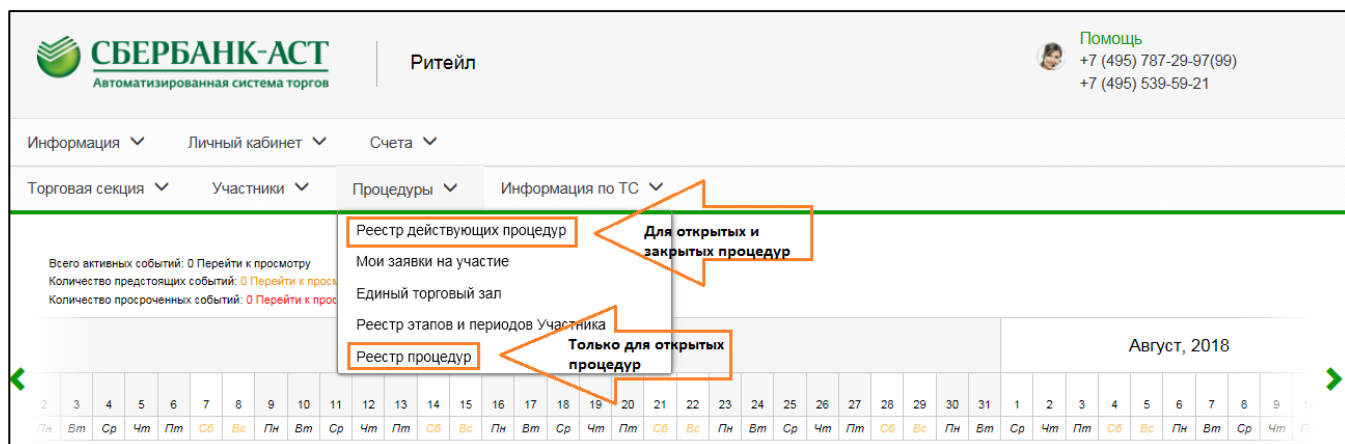 СБЕРБАНК-АСТ
Автоматизированная система торгов
Ритейл
Помощь
+7 (495) 787-29-97(99)
+7 (495) 539-59-21
Информация Личный кабинет Счета
Торговая секция Участники Процедуры Информация по ТС
Реестр действующих процедур
Для открытых и
закрытых процедур
Мои заявки на участие
Единый торговый зал
Реестр этапов и периодов Участника
Реестр процедур
Только для открытых
процедур
Всего активных событий: 0 Перейти к просмотру
Количество предстоящих событий: 0 Перейти к
Количество просроченных событий: 0 Перейти к
Август, 2018
2 3 4 5 6 7 8 9 10 11 12 13 14 15 16 17 18 19 20 21 22 23 24 25 26 27 28 29 30 31 1 2 3 4 5 6 7 8 9
Пн Вт Ср Чт Пт Сб Вс Пн Вт Ср Чт Пт Сб Вс Пн Вт Ср Чт Пт Сб Вс Пн Вт Ср Чт Пт Сб Вс Пн Вт Ср Чт Пт Сб Вс Пн Вт Ср Чт